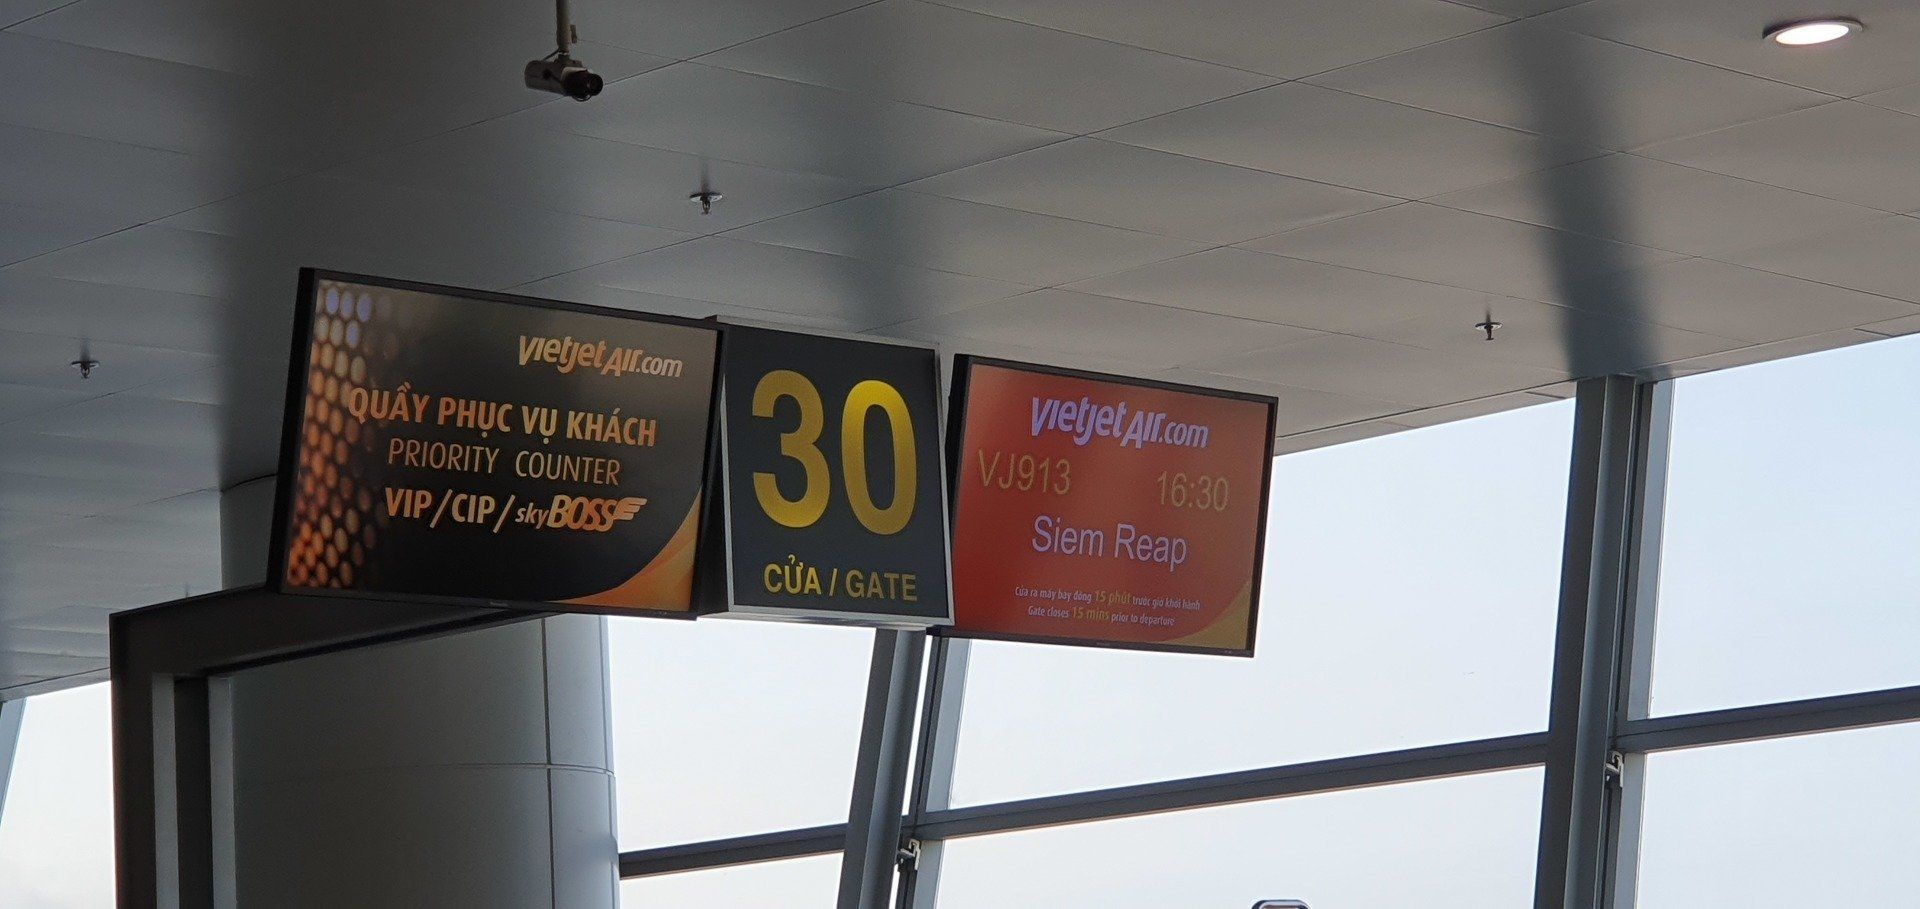 vietjetAir.com
QUẦY PHỤC VỤ KHÁCH
PRIORITY COUNTER
VIP/CIP/skyBOSS
30
CỬA / GATE
vietjetAir.com
VJ913 16:30
Siem Reap
Cửa ra máy bay đóng 15 phút trước giờ khởi hành
Gate closes 15 mins prior to departure